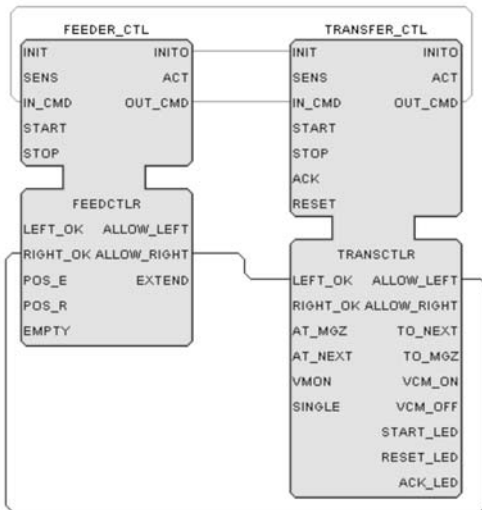 FEEDER_CTL
INIT INITO
SENS ACT
IN_CMD OUT_CMD
START
STOP
FEEDCTLR
LEFT_OK ALLOW_LEFT
RIGHT_OK ALLOW_RIGHT
POS_E EXTEND
POS_R
EMPTY
TRANSFER_CTL
INIT INITO
SENS ACT
IN_CMD OUT_CMD
START
STOP
ACK
RESET
TRANSCTLR
LEFT_OK ALLOW_LEFT
RIGHT_OK ALLOW_RIGHT
AT_MGZ TO_NEXT
AT_NEXT TO_MGZ
VMON VCM_ON
SINGLE VCM_OFF
START_LED
RESET_LED
ACK_LED